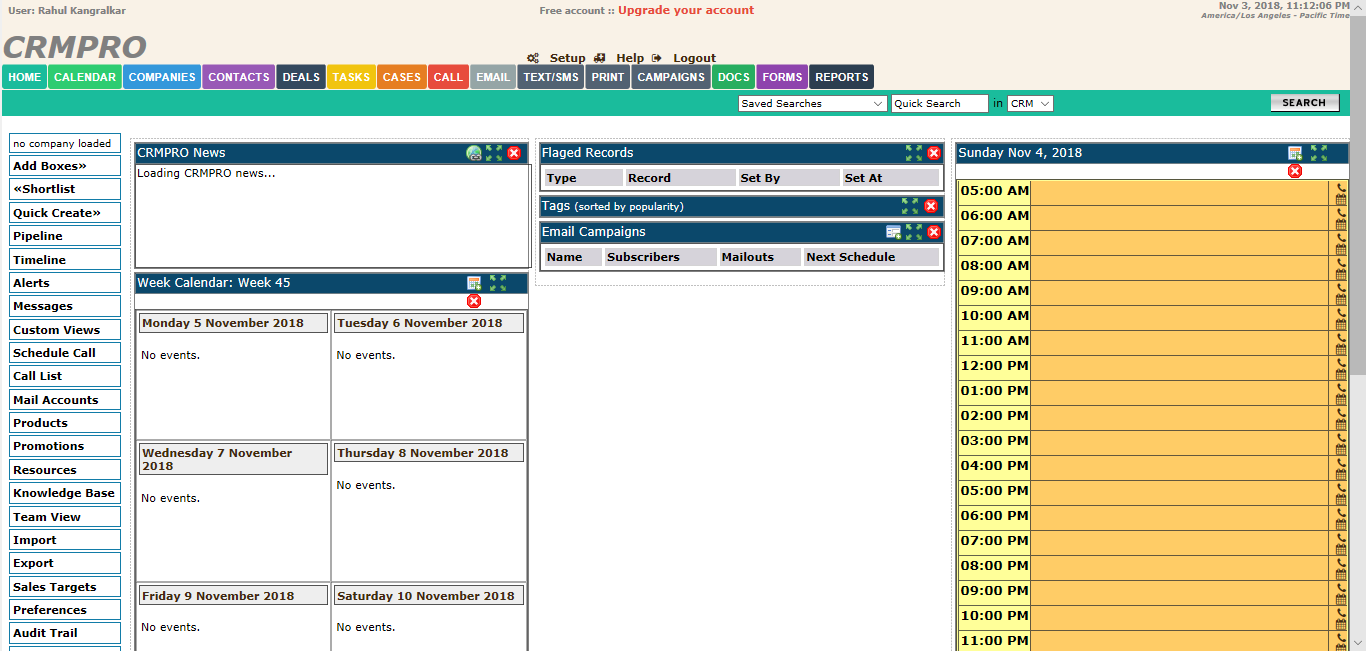 User: Rahul Kangralkar
Free account :: Upgrade your account
Nov 3, 2018, 11:12:06 PM
America/Los Angeles - Pacific Time
CRMPRO
Setup Help Logout
HOME CALENDAR COMPANIES CONTACTS DEALS TASKS CASES CALL EMAIL TEXT/SMS PRINT CAMPAIGNS DOCS FORMS REPORTS
Saved Searches Quick Search in CRM SEARCH
no company loaded
Add Boxes»
«Shortlist
Quick Create»
Pipeline
Timeline
Alerts
Messages
Custom Views
Schedule Call
Call List
Mail Accounts
Products
Promotions
Resources
Knowledge Base
Team View
Import
Export
Sales Targets
Preferences
Audit Trail
CRMPRO News
Loading CRMPRO news...
Week Calendar: Week 45
Monday 5 November 2018
No events.
Tuesday 6 November 2018
No events.
Wednesday 7 November
2018
No events.
Thursday 8 November 2018
No events.
Friday 9 November 2018
No events.
Saturday 10 November 2018
No events.
Flaged Records
Type Record Set By Set At
Tags (sorted by popularity)
Email Campaigns
Name Subscribers Mailouts Next Schedule
Sunday Nov 4, 2018
05:00 AM
06:00 AM
07:00 AM
08:00 AM
09:00 AM
10:00 AM
11:00 AM
12:00 PM
01:00 PM
02:00 PM
03:00 PM
04:00 PM
05:00 PM
06:00 PM
07:00 PM
08:00 PM
09:00 PM
10:00 PM
11:00 PM